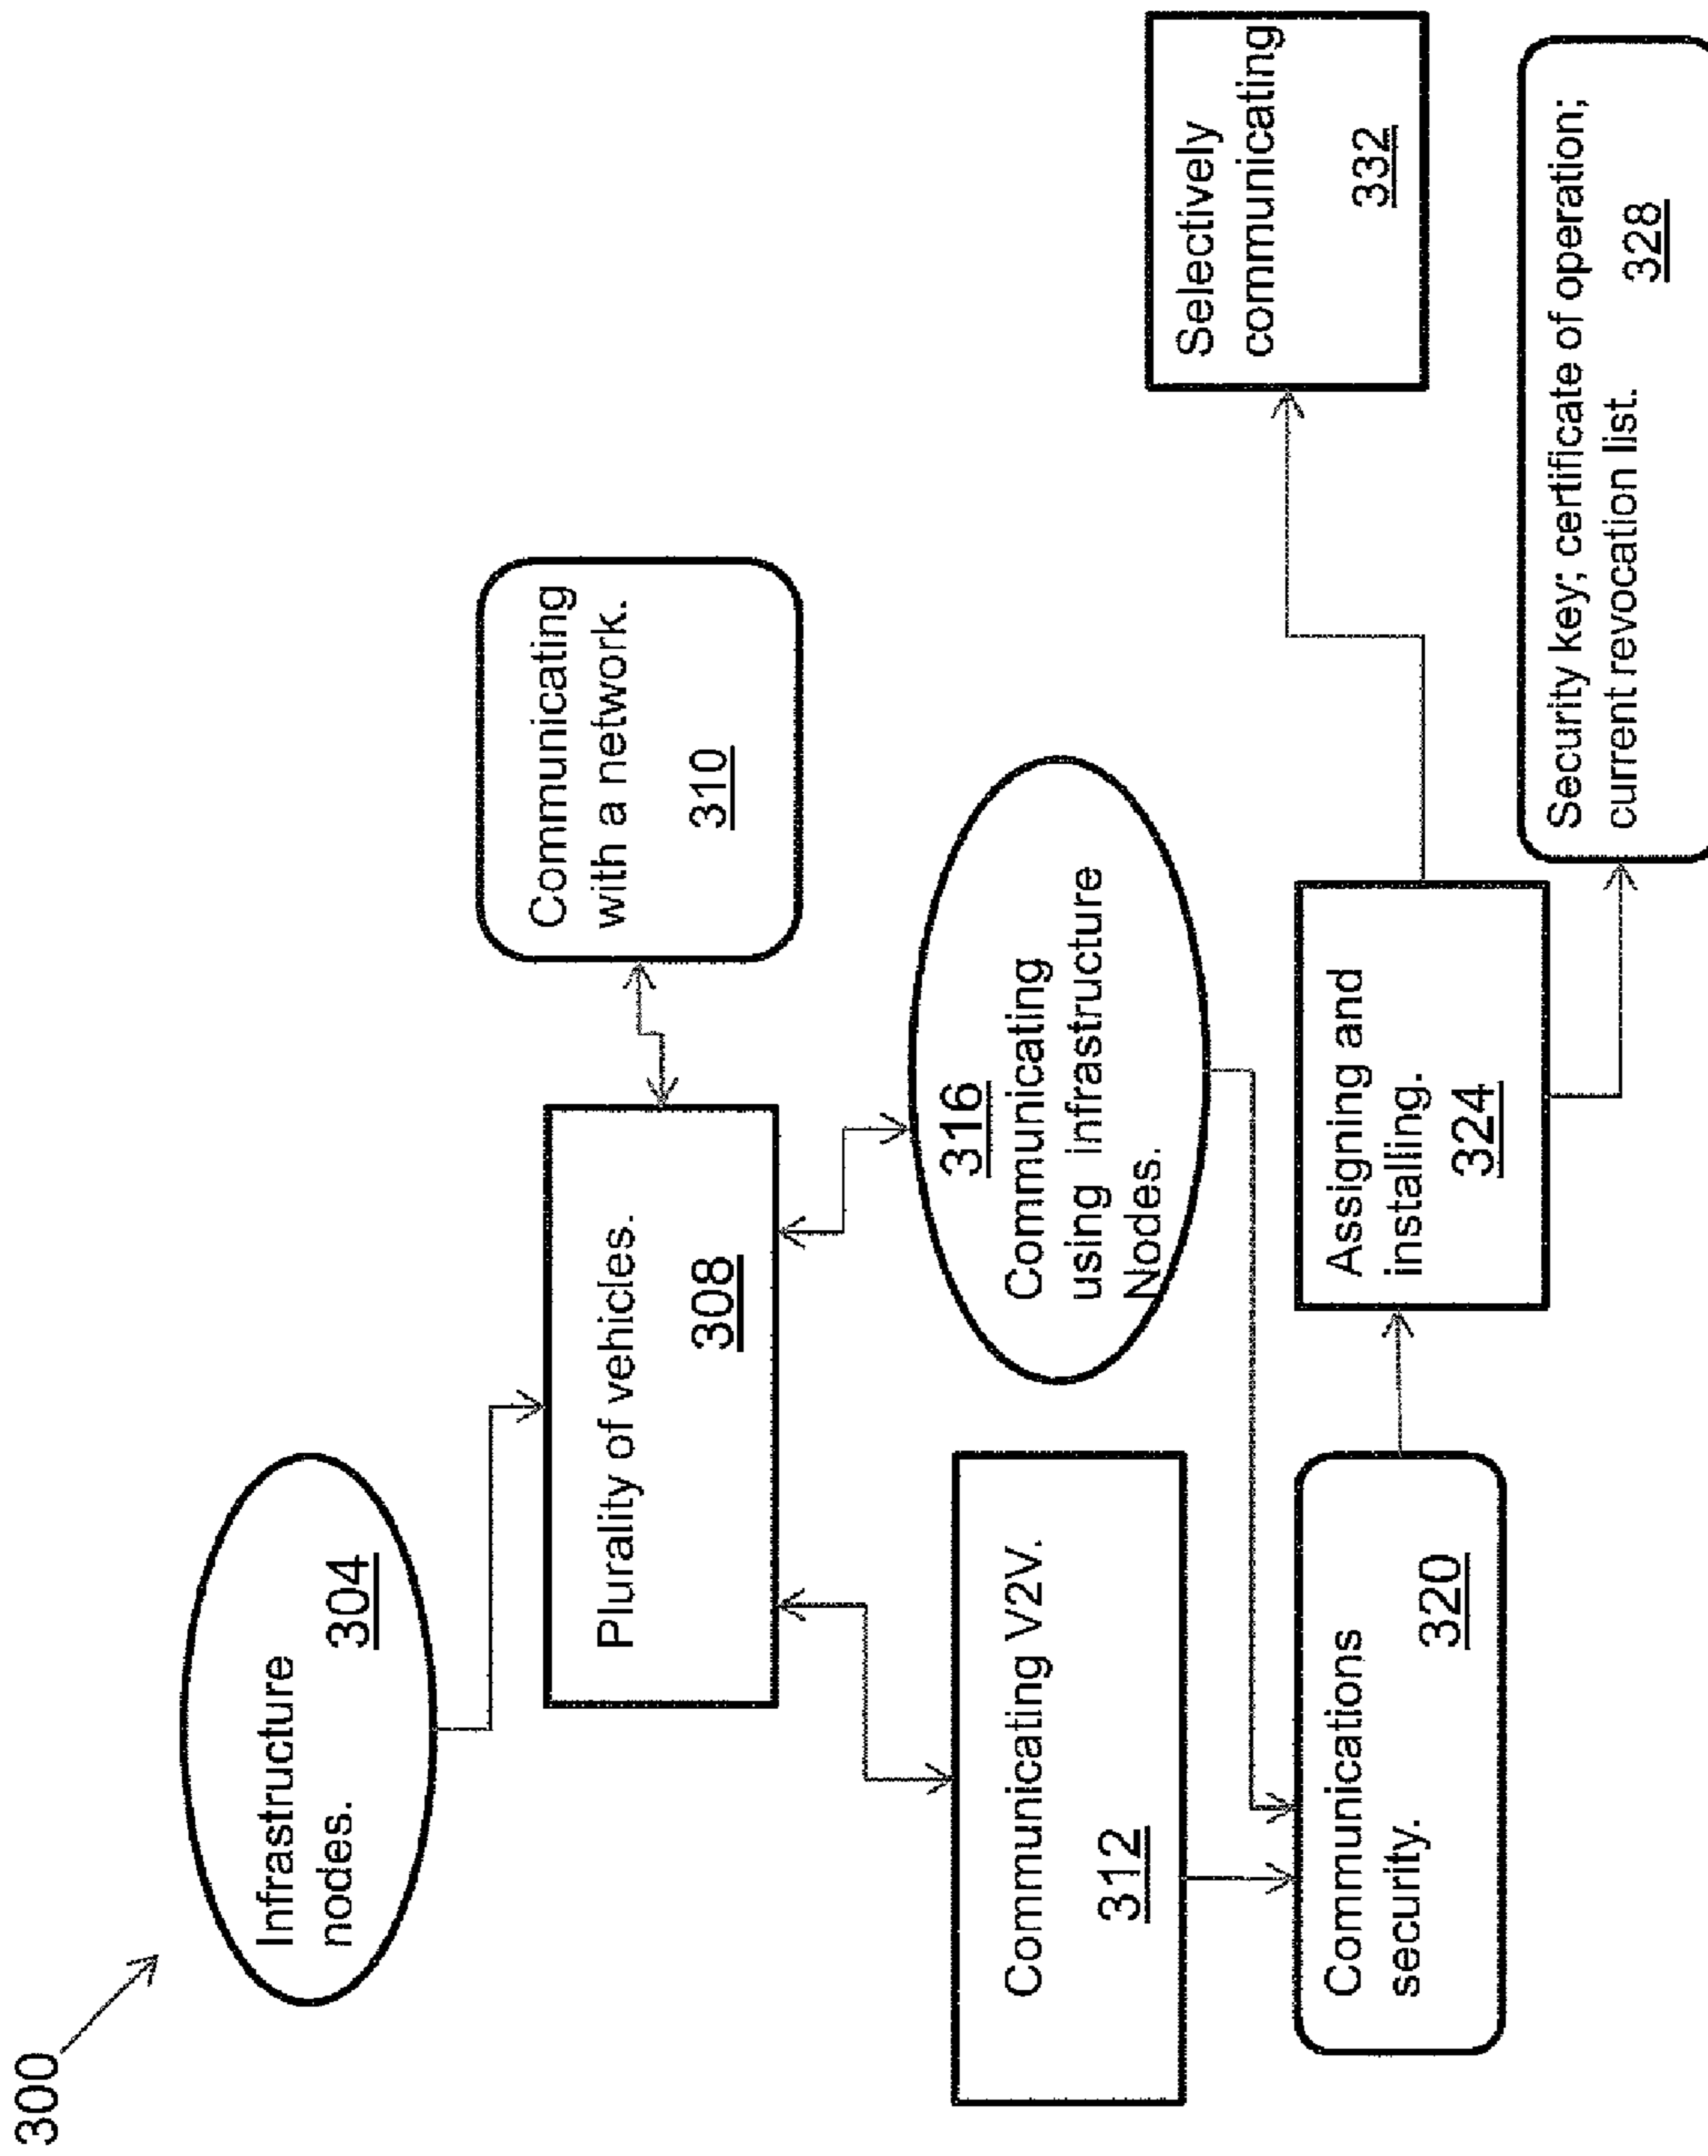 300
Infrastructure
nodes.
304
Plurality of vehicles.
308
Communicating
with a network.
310
Communicating V2V.
312
316
Communicating
using infrastructure
Nodes.
Communications
security.
320
Assigning and
installing.
324
Selectively
communicating
332
Security key; certificate of operation;
current revocation list.
328